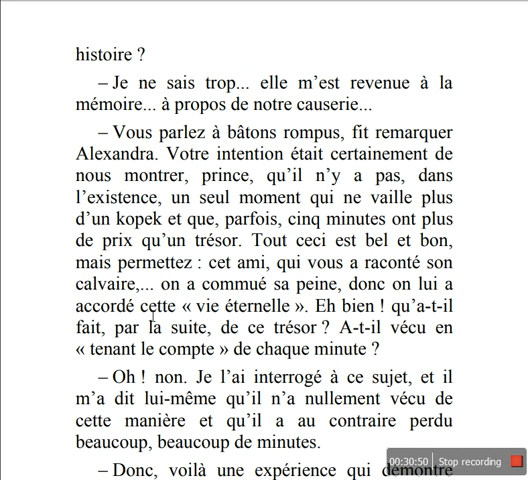 histoire ?
– Je ne sais trop... elle m’est revenue à la
mémoire... à propos de notre causerie...
– Vous parlez à bâtons rompus, fit remarquer
Alexandra. Votre intention était certainement de
nous montrer, prince, qu’il n’y a pas, dans
l’existence, un seul moment qui ne vaille plus
d’un kopek et que, parfois, cinq minutes ont plus
de prix qu’un trésor. Tout ceci est bel et bon,
mais permettez : cet ami, qui vous a raconté son
calvaire,... on a commué sa peine, donc on lui a
accordé cette « vie éternelle ». Eh bien ! qu’a-t-il
fait, par la suite, de ce trésor ? A-t-il vécu en
« tenant le compte » de chaque minute ?
– Oh ! non. Je l’ai interrogé à ce sujet, et il
m’a dit lui-même qu’il n’a nullement vécu de
cette manière et qu’il a au contraire perdu
beaucoup, beaucoup de minutes.
– Donc, voilà une expérience qui démontre
00:30:50 Stop recording